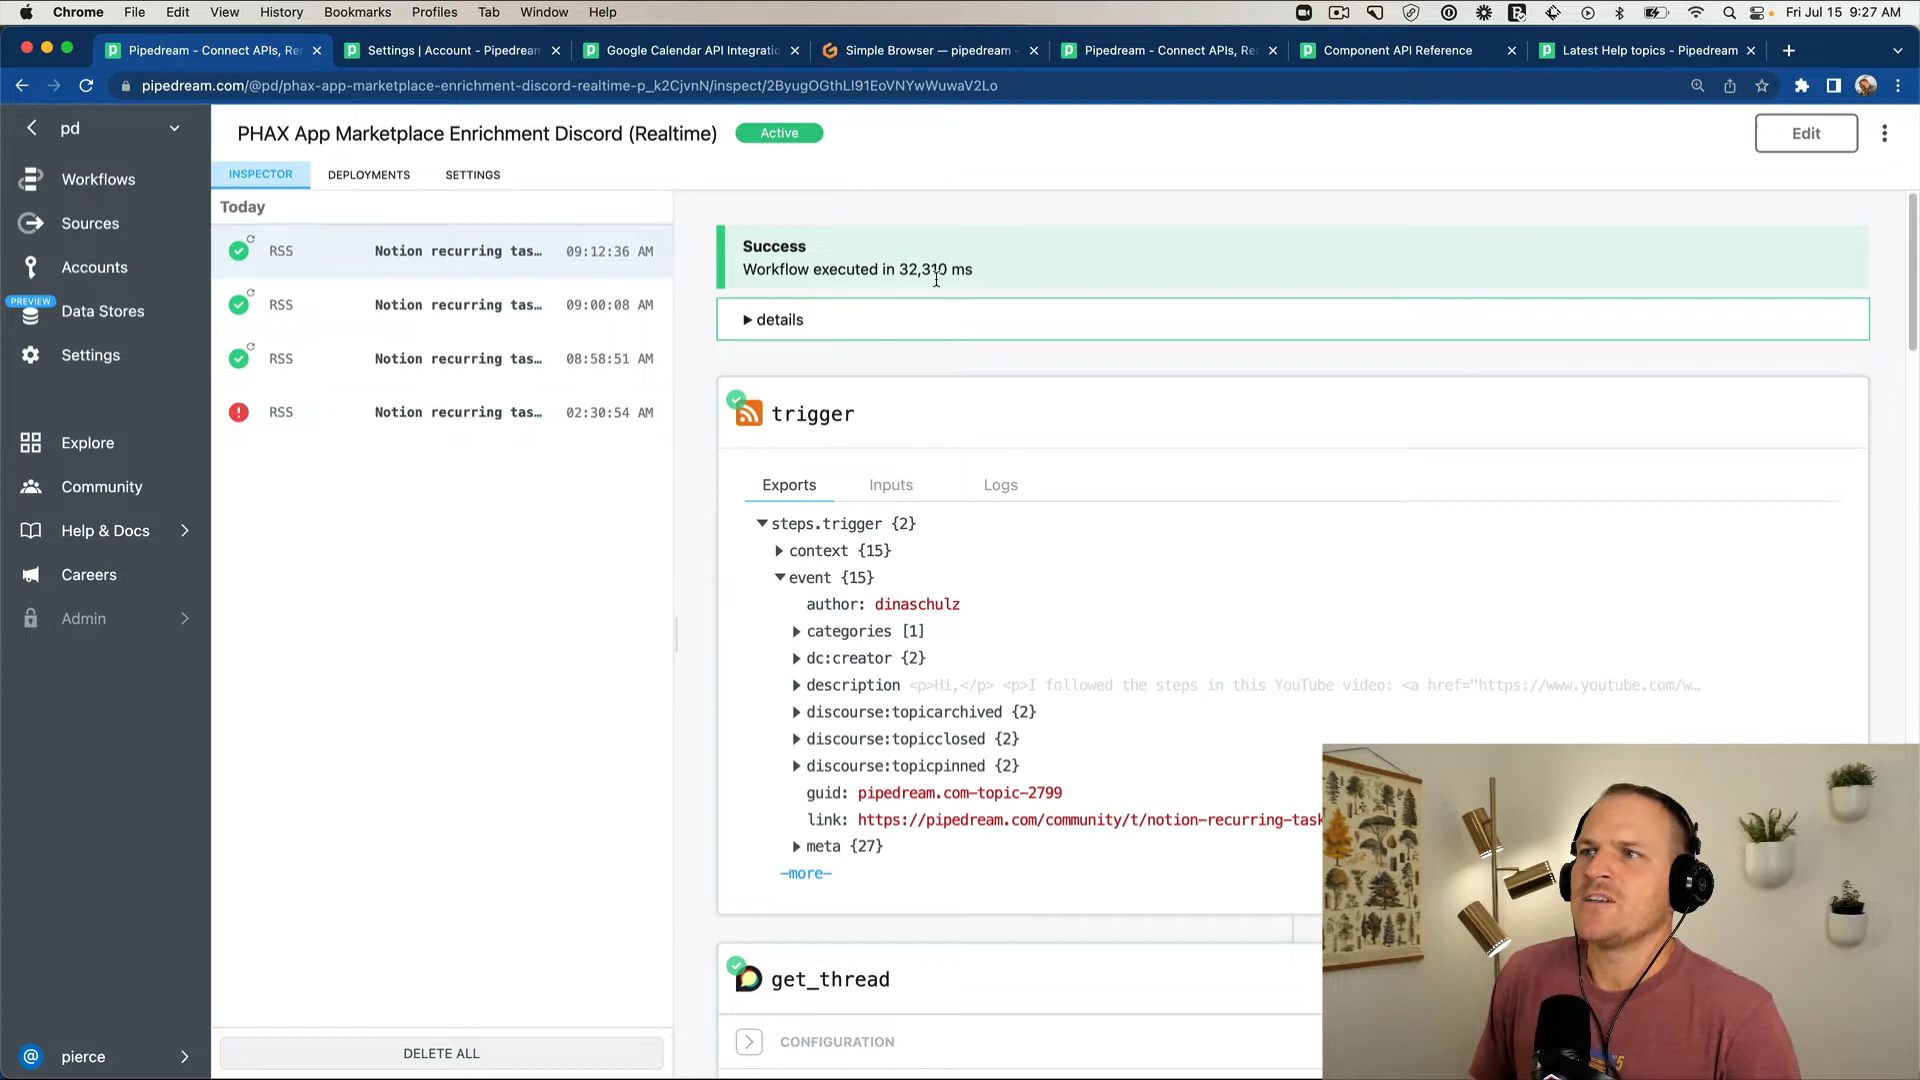 Chrome File Edit View History Bookmarks Profiles Tab Window Help Fri Jul 15 9:27 AM
Pipedream - Connect APIs, Rer Settings | Account - Pipedream Google Calendar API Integratio Simple Browser — pipedream - Pipedream - Connect APIs, Rer Component API Reference Latest Help topics - Pipedream
pipedream.com/@pd/phax-app-marketplace-enrichment-discord-realtime-p_k2CjvnN/inspect/2ByugOGthLI91EoVNYwWuwaV2Lo
pd
Workflows
Sources
Accounts
PREVIEW
Data Stores
Settings
Explore
Community
Help & Docs
Careers
Admin
@ pierce
PHAX App Marketplace Enrichment Discord (Realtime) Active Edit
INSPECTOR DEPLOYMENTS SETTINGS
Today
RSS Notion recurring tas… 09:12:36 AM
RSS Notion recurring tas… 09:00:08 AM
RSS Notion recurring tas… 08:58:51 AM
RSS Notion recurring tas… 02:30:54 AM
DELETE ALL
Success
Workflow executed in 32,310 ms
details
trigger
Exports Inputs Logs
steps.trigger {2}
context {15}
event {15}
author: dinaschulz
categories [1]
dc:creator {2}
description <p>Hi,</p> <p>I followed the steps in this YouTube video: <a href="https://www.youtube.com/w…
discourse:topicarchived {2}
discourse:topicclosed {2}
discourse:topicpinned {2}
guid: pipedream.com-topic-2799
link: https://pipedream.com/community/t/notion-recurring-task
meta {27}
-more-
get_thread
CONFIGURATION